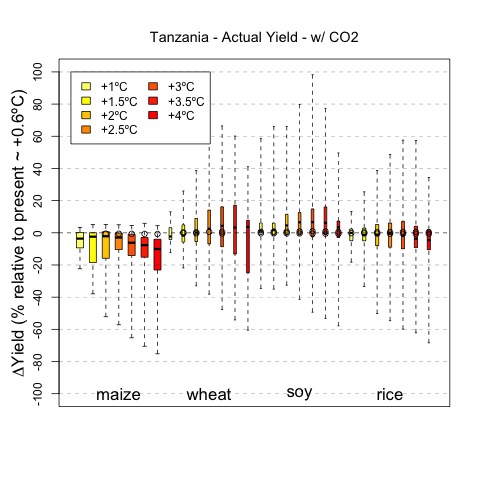 Tanzania - Actual Yield - w/ CO2
ΔYield (% relative to present ~ +0.6ºC)
100
80
60
40
20
0
-20
-40
-60
-80
-100
+1ºC
+1.5ºC
+2ºC
+2.5ºC
+3ºC
+3.5ºC
+4ºC
maize wheat soy rice